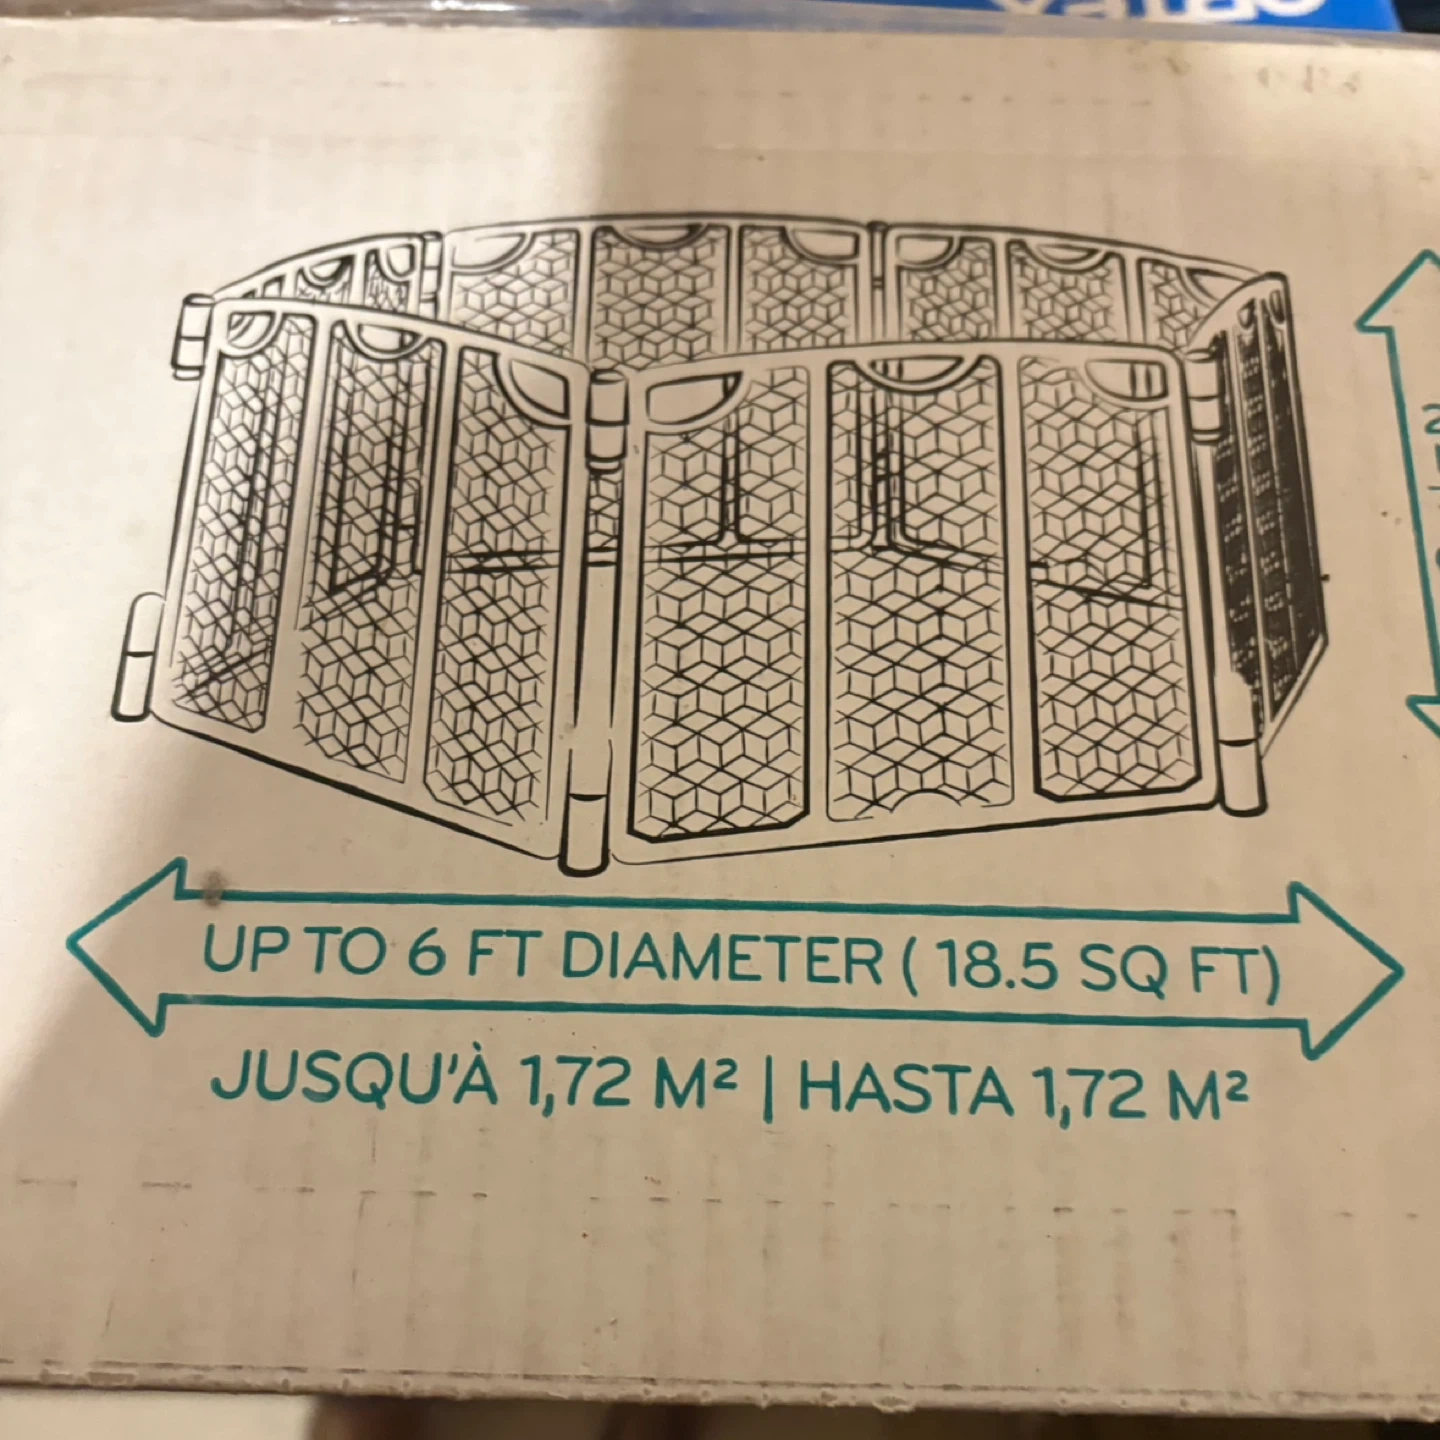 UP TO 6 FT DIAMETER ( 18.5 SQ FT)
JUSQU'À 1,72 M² | HASTA 1,72 M²